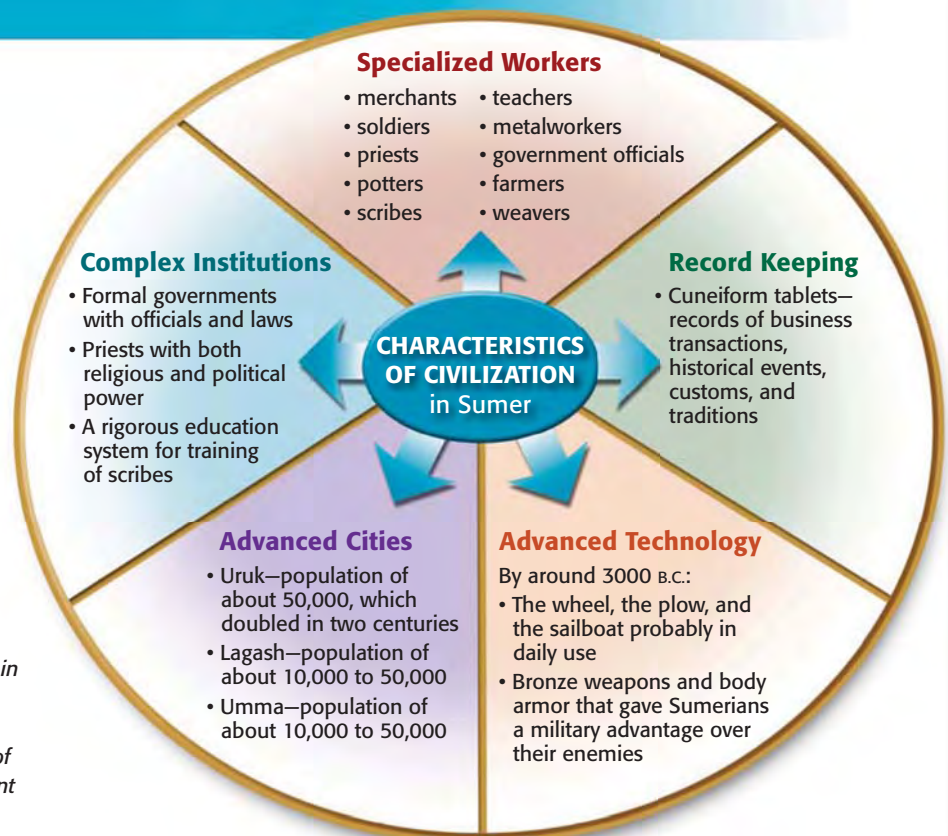 Specialized Workers
• merchants
• soldiers
• priests
• potters
• scribes
• teachers
• metalworkers
• government officials
• farmers
• weavers
Complex Institutions
• Formal governments
with officials and laws
• Priests with both
religious and political
power
• A rigorous education
system for training
of scribes
CHARACTERISTICS
OF CIVILIZATION
in Sumer
Record Keeping
• Cuneiform tablets—
records of business
transactions,
historical events,
customs, and
traditions
Advanced Cities
• Uruk—population of
about 50,000, which
doubled in two centuries
• Lagash—population of
about 10,000 to 50,000
• Umma—population of
about 10,000 to 50,000
Advanced Technology
By around 3000 B.C.:
• The wheel, the plow, and
the sailboat probably in
daily use
• Bronze weapons and body
armor that gave Sumerians
a military advantage over
their enemies
in
of
nt